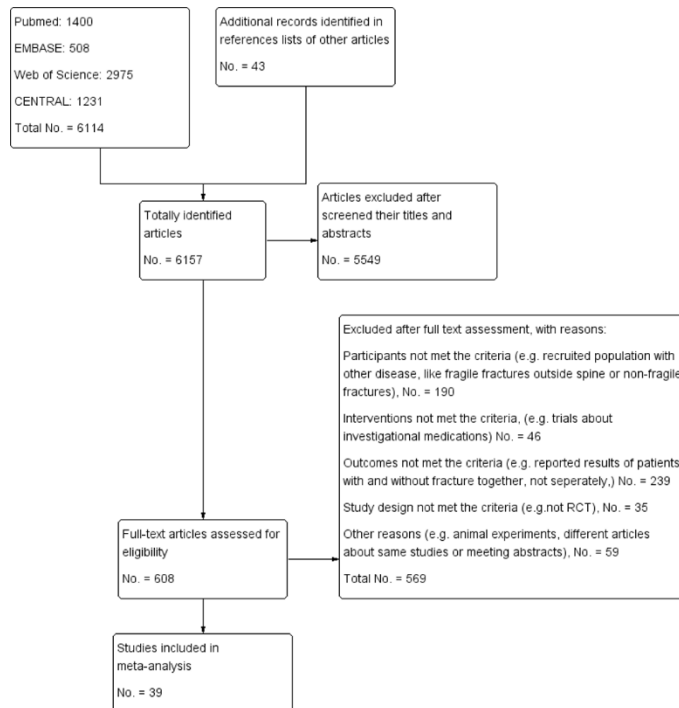 Pubmed: 1400
EMBASE: 508
Web of Science: 2975
CENTRAL: 1231
Total No. = 6114
Additional records identified in
references lists of other articles
No. = 43
Totally identified
articles
No. = 6157
Articles excluded after
screened their titles and
abstracts
No. = 5549
Excluded after full text assessment, with reasons:
Participants not met the criteria (e.g. recruited population with
other disease, like fragile fractures outside spine or non-fragile
fractures), No. = 190
Interventions not met the criteria, (e.g. trials about
investigational medications) No. = 46
Outcomes not met the criteria (e.g. reported results of patients
with and without fracture together, not seperately,) No. = 239
Study design not met the criteria (e.g.not RCT), No. = 35
Other reasons (e.g. animal experiments, different articles
about same studies or meeting abstracts), No. = 59
Total No. = 569
Full-text articles assessed for
eligibility
No. = 608
Studies included in
meta-analysis
No. = 39